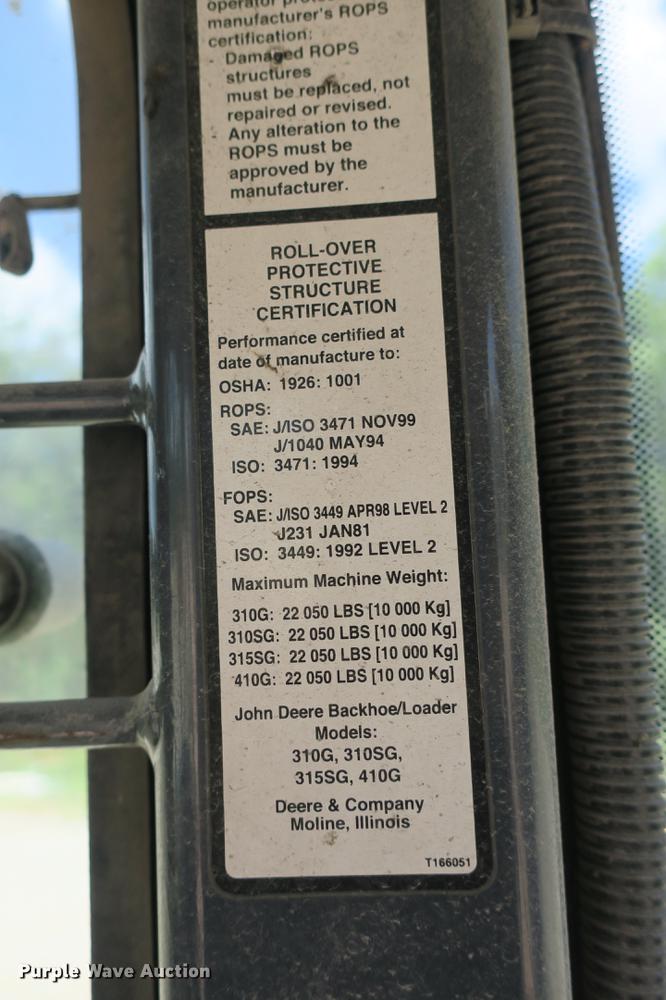 operator
manufacturer's ROPS
certification:
- Damaged ROPS
structures
must be replaced, not
repaired or revised.
- Any alteration to the
ROPS must be
approved by the
manufacturer.
ROLL-OVER
PROTECTIVE
STRUCTURE
CERTIFICATION
Performance certified at
date of manufacture to:
OSHA: 1926: 1001
ROPS:
SAE: J/ISO 3471 NOV99
J/1040 MAY94
ISO: 3471: 1994
FOPS:
SAE: J/ISO 3449 APR98 LEVEL 2
J231 JAN81
ISO: 3449: 1992 LEVEL 2
Maximum Machine Weight:
310G: 22 050 LBS [10 000 Kg]
310SG: 22 050 LBS [10 000 Kg]
315SG: 22 050 LBS [10 000 Kg]
410G: 22 050 LBS [10 000 Kg]
John Deere Backhoe/Loader
Models:
310G, 310SG,
315SG, 410G
Deere & Company
Moline, Illinois
T166051
Purple Wave Auction